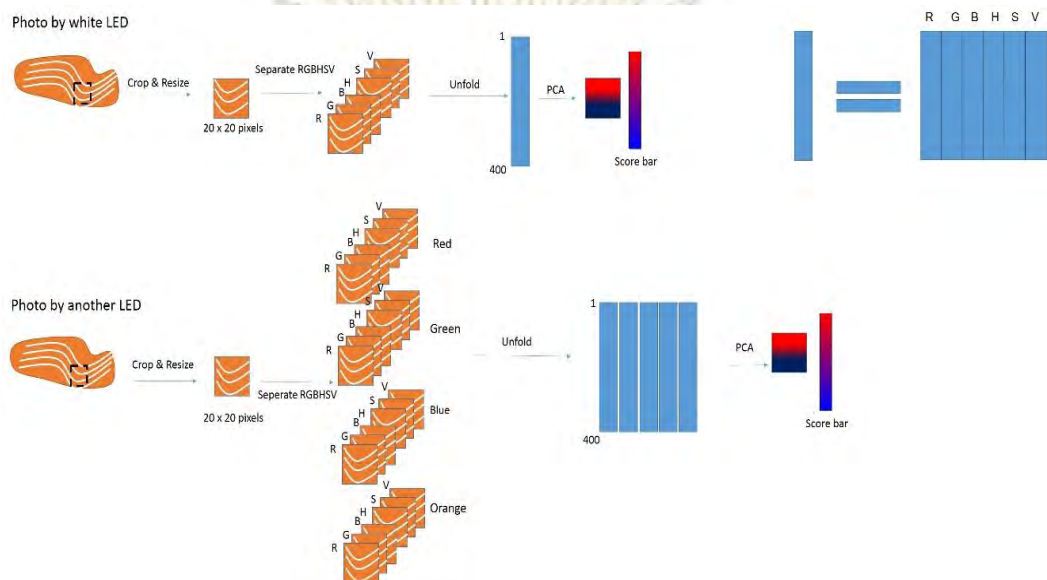 Photo by white LED
Crop & Resize
20 x 20 pixels
Separate RGBHSV
V
S
H
B
G
R
Unfold
1
400
PCA
Score bar
R G B H S V
Photo by another LED
Crop & Resize
20 x 20 pixels
Seperate RGBHSV
V
S
H
B
G
R
Red
V
S
H
B
G
R
Green
V
S
H
B
G
R
Blue
V
S
H
B
G
R
Orange
Unfold
1
400
PCA
Score bar